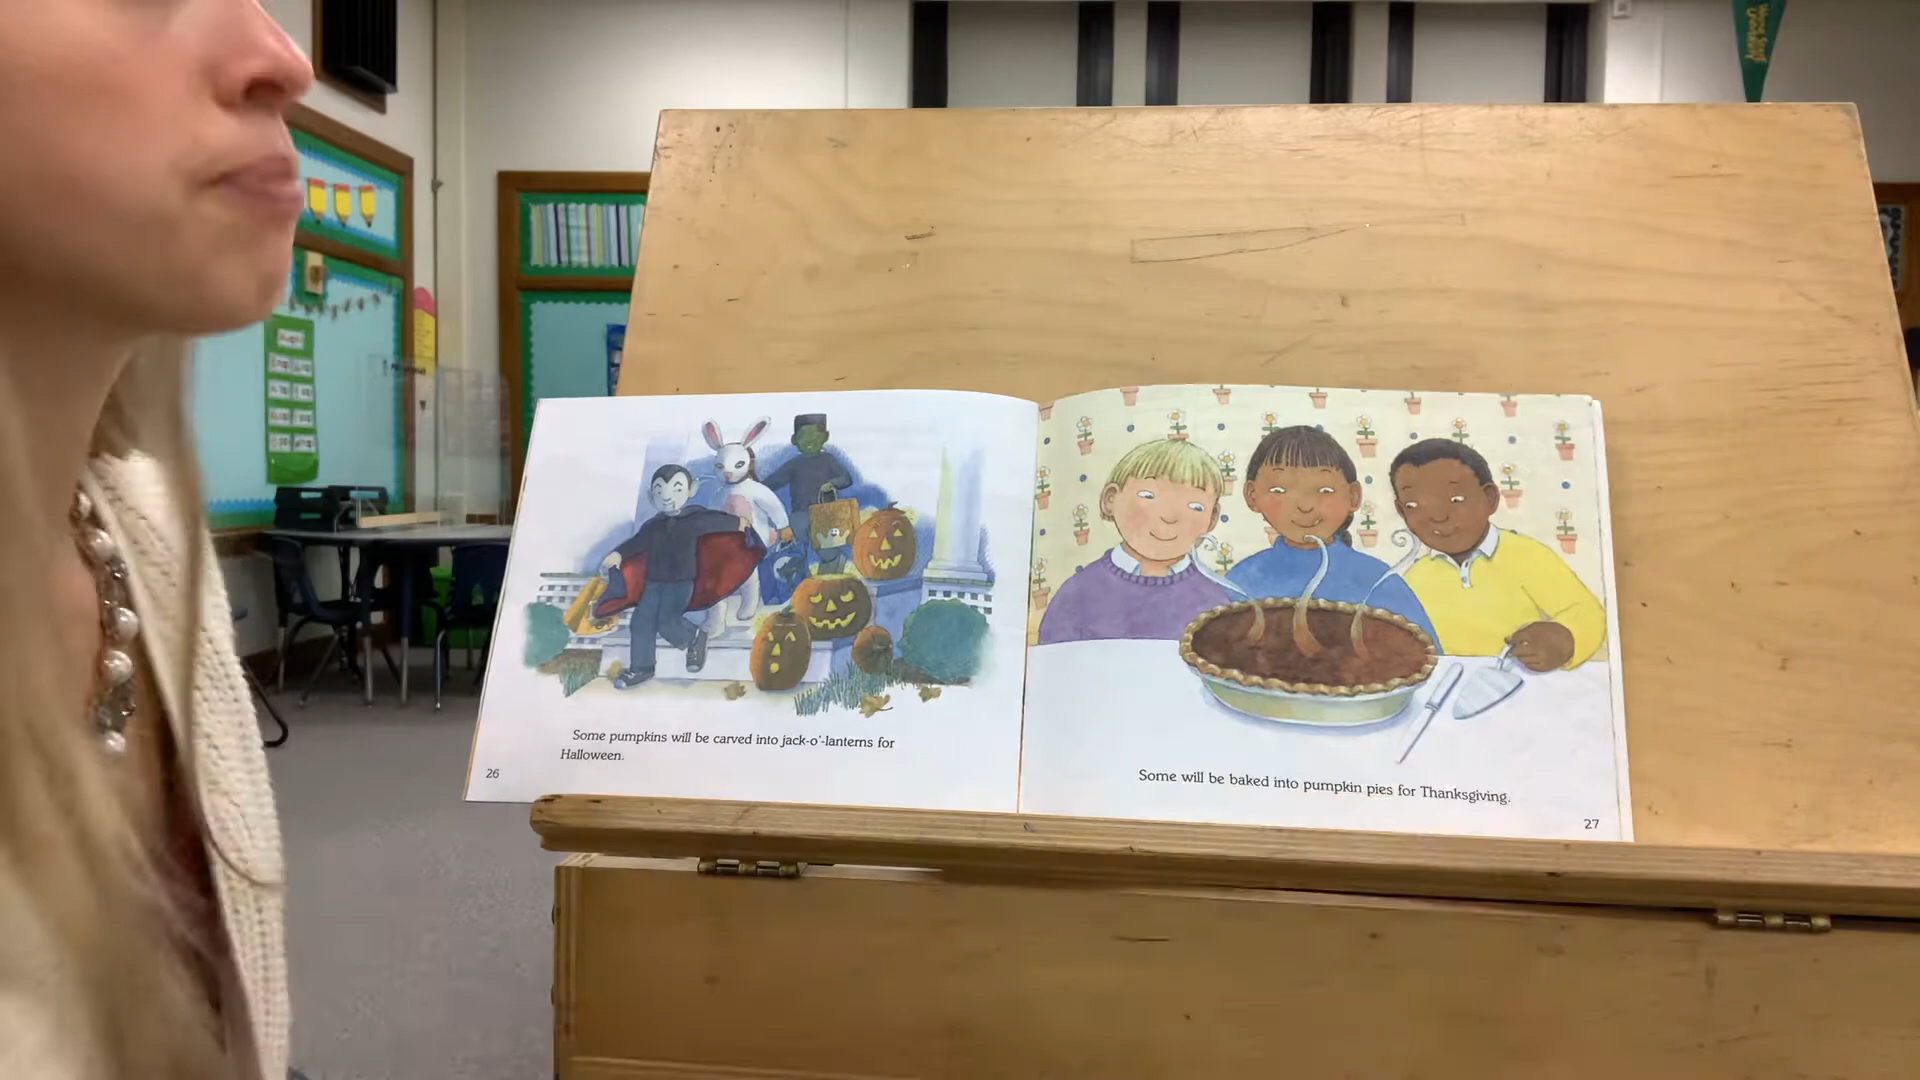 Some pumpkins will be carved into jack-o'-lanterns for
Halloween.
26
Some will be baked into pumpkin pies for Thanksgiving.
27